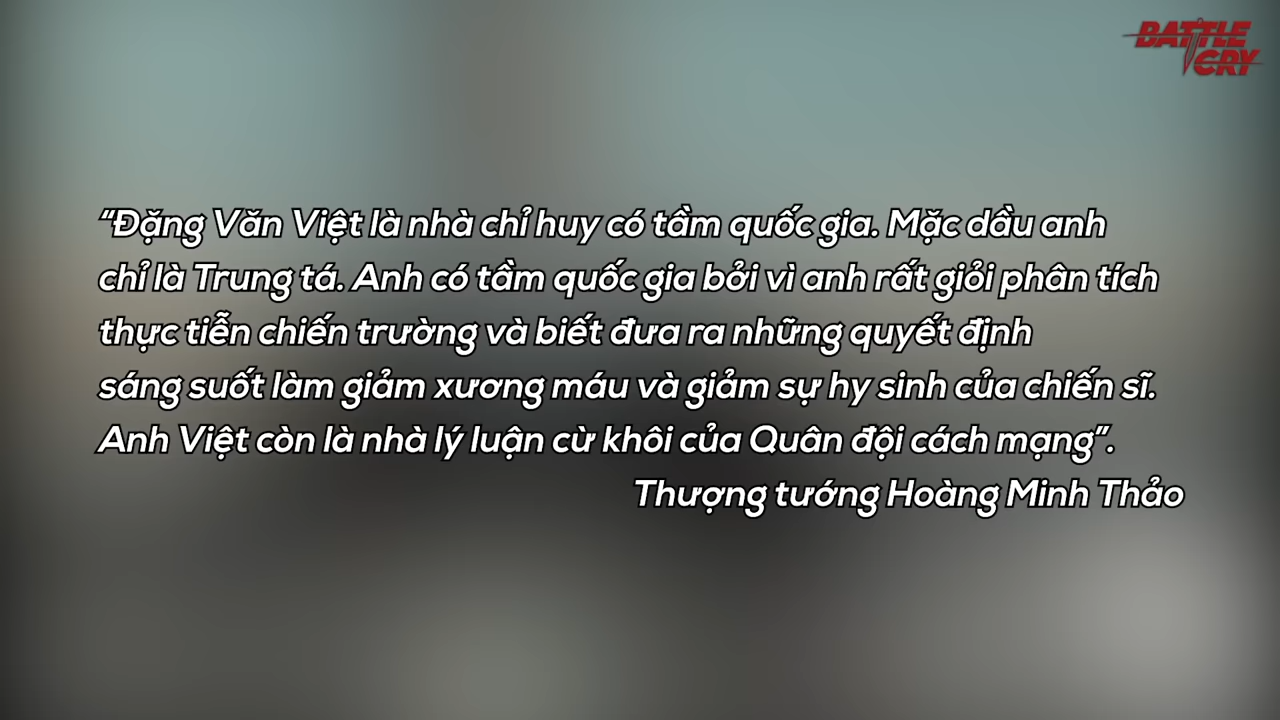 BATTLE
CRY
“Đặng Văn Việt là nhà chỉ huy có tầm quốc gia. Mặc dầu anh
chỉ là Trung tá. Anh có tầm quốc gia bởi vì anh rất giỏi phân tích
thực tiễn chiến trường và biết đưa ra những quyết định
sáng suốt làm giảm xương máu và giảm sự hy sinh của chiến sĩ.
Anh Việt còn là nhà lý luận cừ khôi của Quân đội cách mạng”.
Thượng tướng Hoàng Minh Thảo